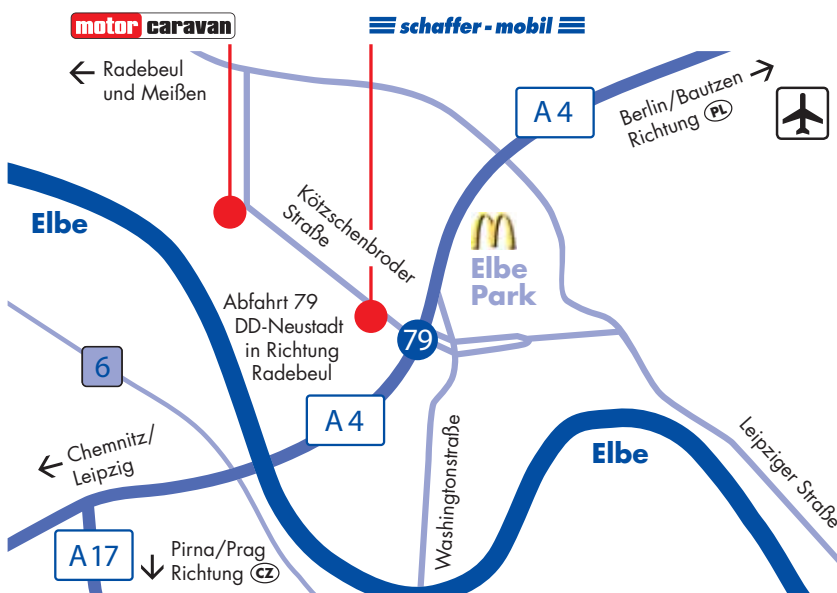 motor caravan
schaffer-mobil
← Radebeul
und Meißen
A 4
Berlin/Bautzen →
Richtung PL
Elbe
Kötzschenbroder
Straße
Elbe
Park
Abfahrt 79
DD-Neustadt
in Richtung
Radebeul
79
6
A 4
← Chemnitz/
Leipzig
Elbe
Washingtonstraße
Leipziger Straße
A 17
↓ Pirna/Prag
Richtung CZ